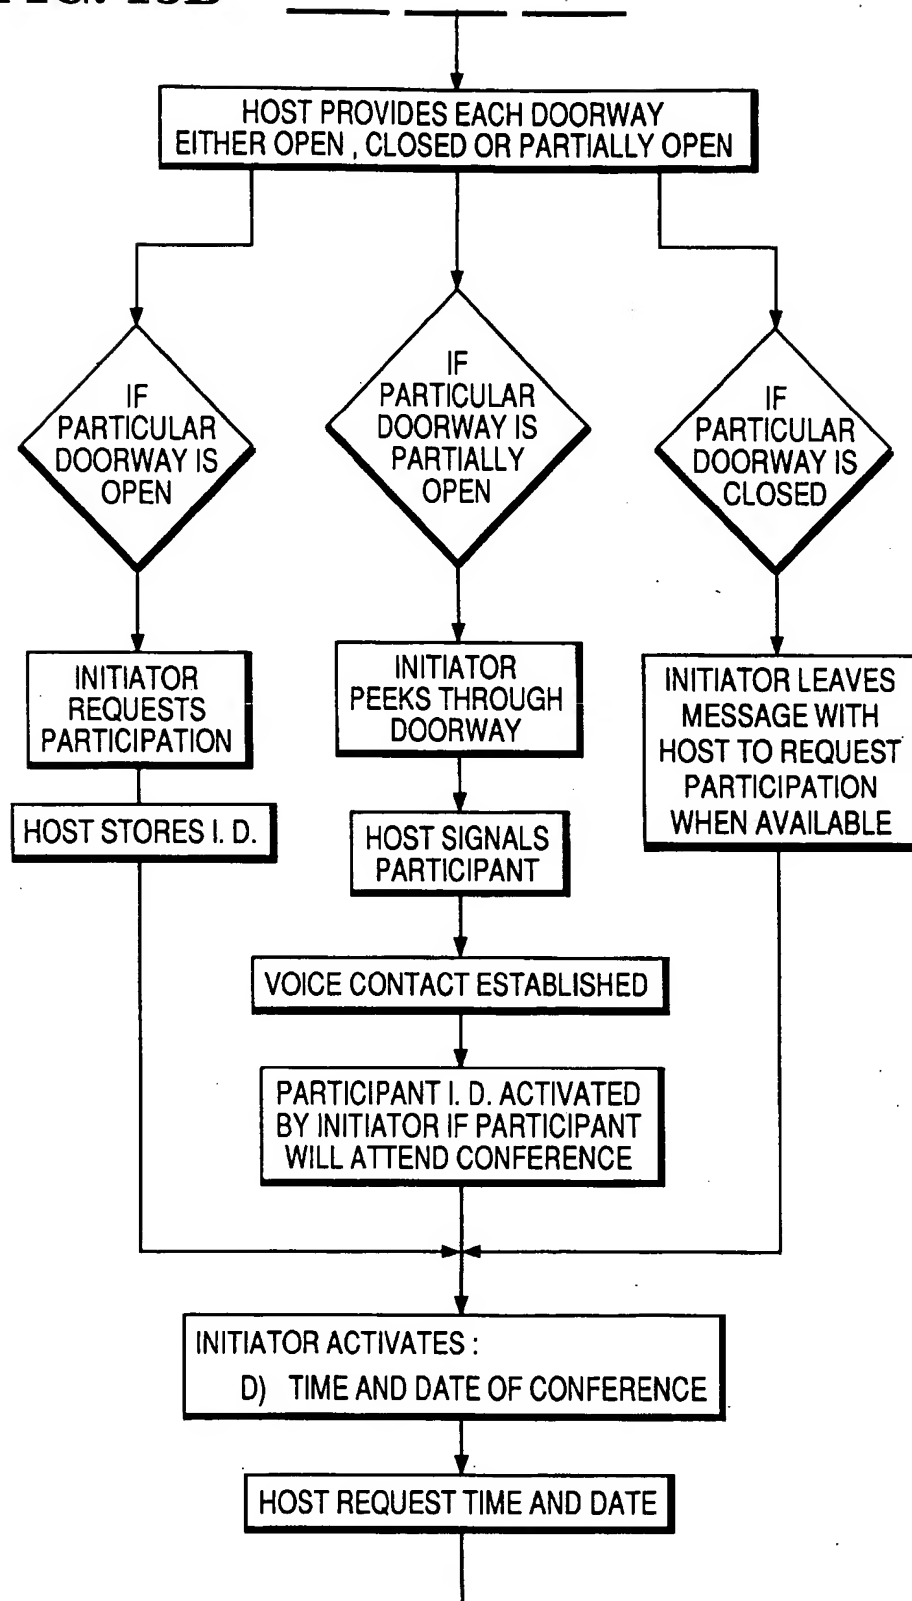 HOST PROVIDES EACH DOORWAY
EITHER OPEN , CLOSED OR PARTIALLY OPEN
IF
PARTICULAR
DOORWAY IS
OPEN
IF
PARTICULAR
DOORWAY IS
PARTIALLY
OPEN
IF
PARTICULAR
DOORWAY IS
CLOSED
INITIATOR
REQUESTS
PARTICIPATION
HOST STORES I. D.
INITIATOR
PEEKS THROUGH
DOORWAY
HOST SIGNALS
PARTICIPANT
VOICE CONTACT ESTABLISHED
PARTICIPANT I. D. ACTIVATED
BY INITIATOR IF PARTICIPANT
WILL ATTEND CONFERENCE
INITIATOR LEAVES
MESSAGE WITH
HOST TO REQUEST
PARTICIPATION
WHEN AVAILABLE
INITIATOR ACTIVATES :
D) TIME AND DATE OF CONFERENCE
HOST REQUEST TIME AND DATE